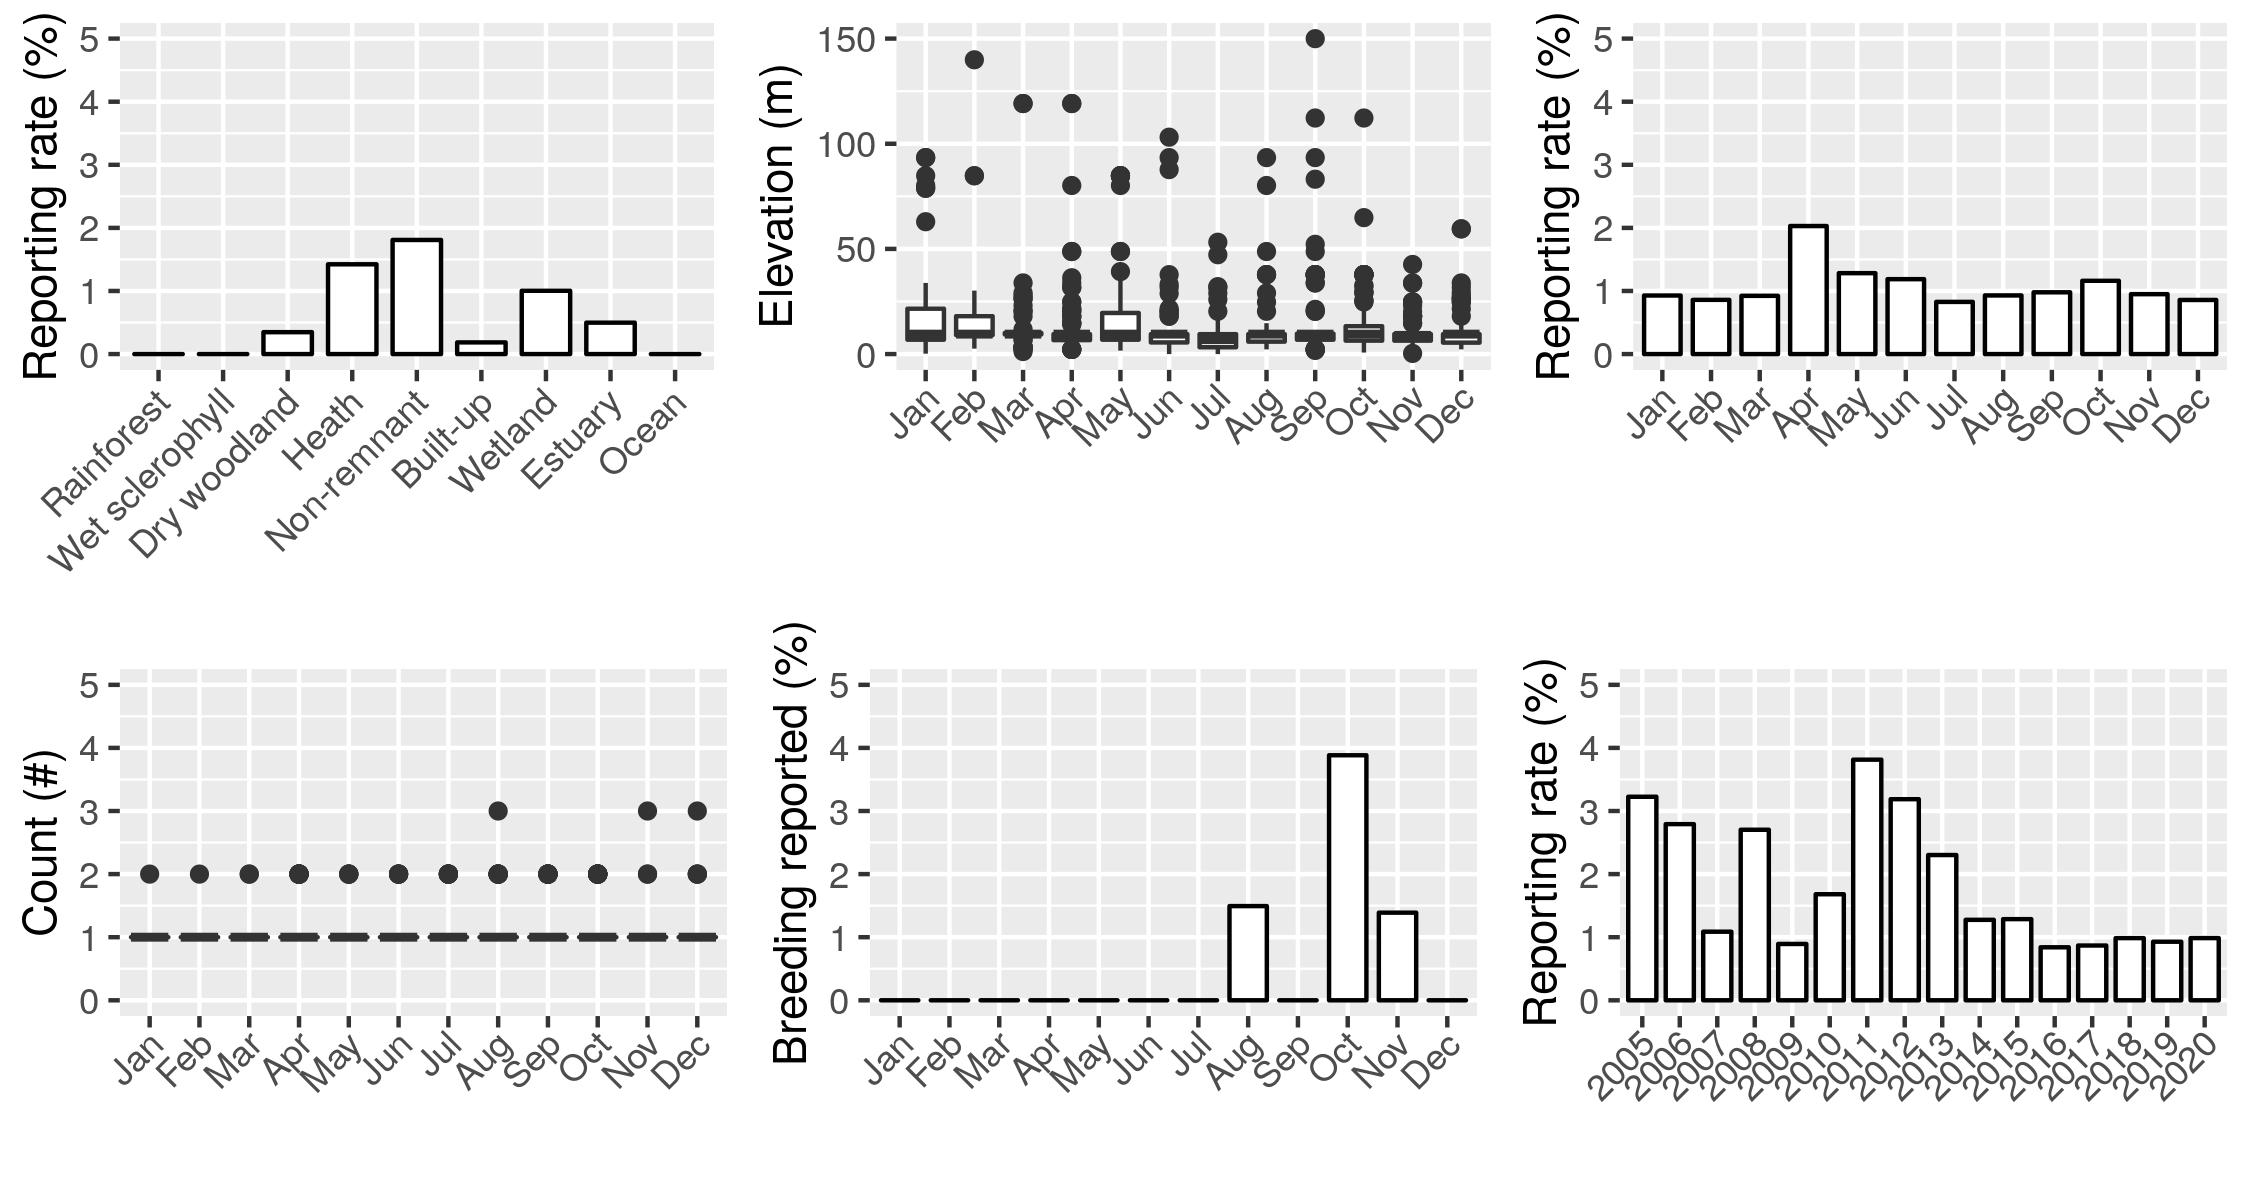 Reporting rate (%)
5
4
3
2
1
0
Rainforest
Wet sclerophyll
Dry woodland
Heath
Non-remnant
Built-up
Wetland
Estuary
Ocean
Elevation (m)
150
100
50
0
Jan
Feb
Mar
Apr
May
Jun
Jul
Aug
Sep
Oct
Nov
Dec
Reporting rate (%)
5
4
3
2
1
0
Jan
Feb
Mar
Apr
May
Jun
Jul
Aug
Sep
Oct
Nov
Dec
Count (#)
5
4
3
2
1
0
Jan
Feb
Mar
Apr
May
Jun
Jul
Aug
Sep
Oct
Nov
Dec
Breeding reported (%)
5
4
3
2
1
0
Jan
Feb
Mar
Apr
May
Jun
Jul
Aug
Sep
Oct
Nov
Dec
Reporting rate (%)
5
4
3
2
1
0
2005
2006
2007
2008
2009
2010
2011
2012
2013
2014
2015
2016
2017
2018
2019
2020